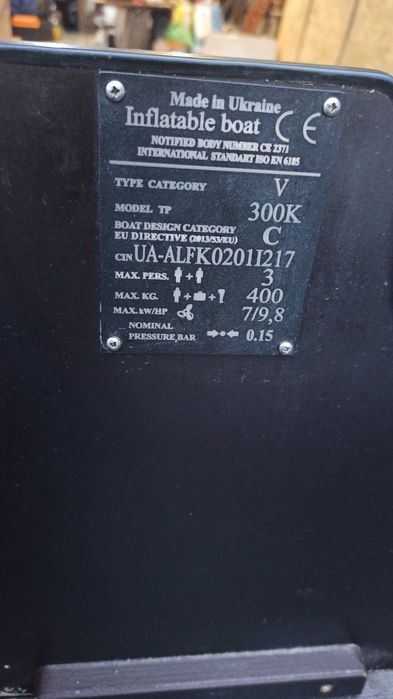 Made in Ukraine
Inflatable boat CE
NOTIFIED BODY NUMBER CE 2371
INTERNATIONAL STANDART ISO EN 6185
TYPE CATEGORY V
MODEL TP 300K
BOAT DESIGN CATEGORY
EU DIRECTIVE (2013/53/EU) C
CIN UA-ALFK0201I217
MAX. PERS. + 3
MAX. KG. + + 400
MAX. kW/HP 7/9,8
NOMINAL
PRESSURE, BAR 0.15